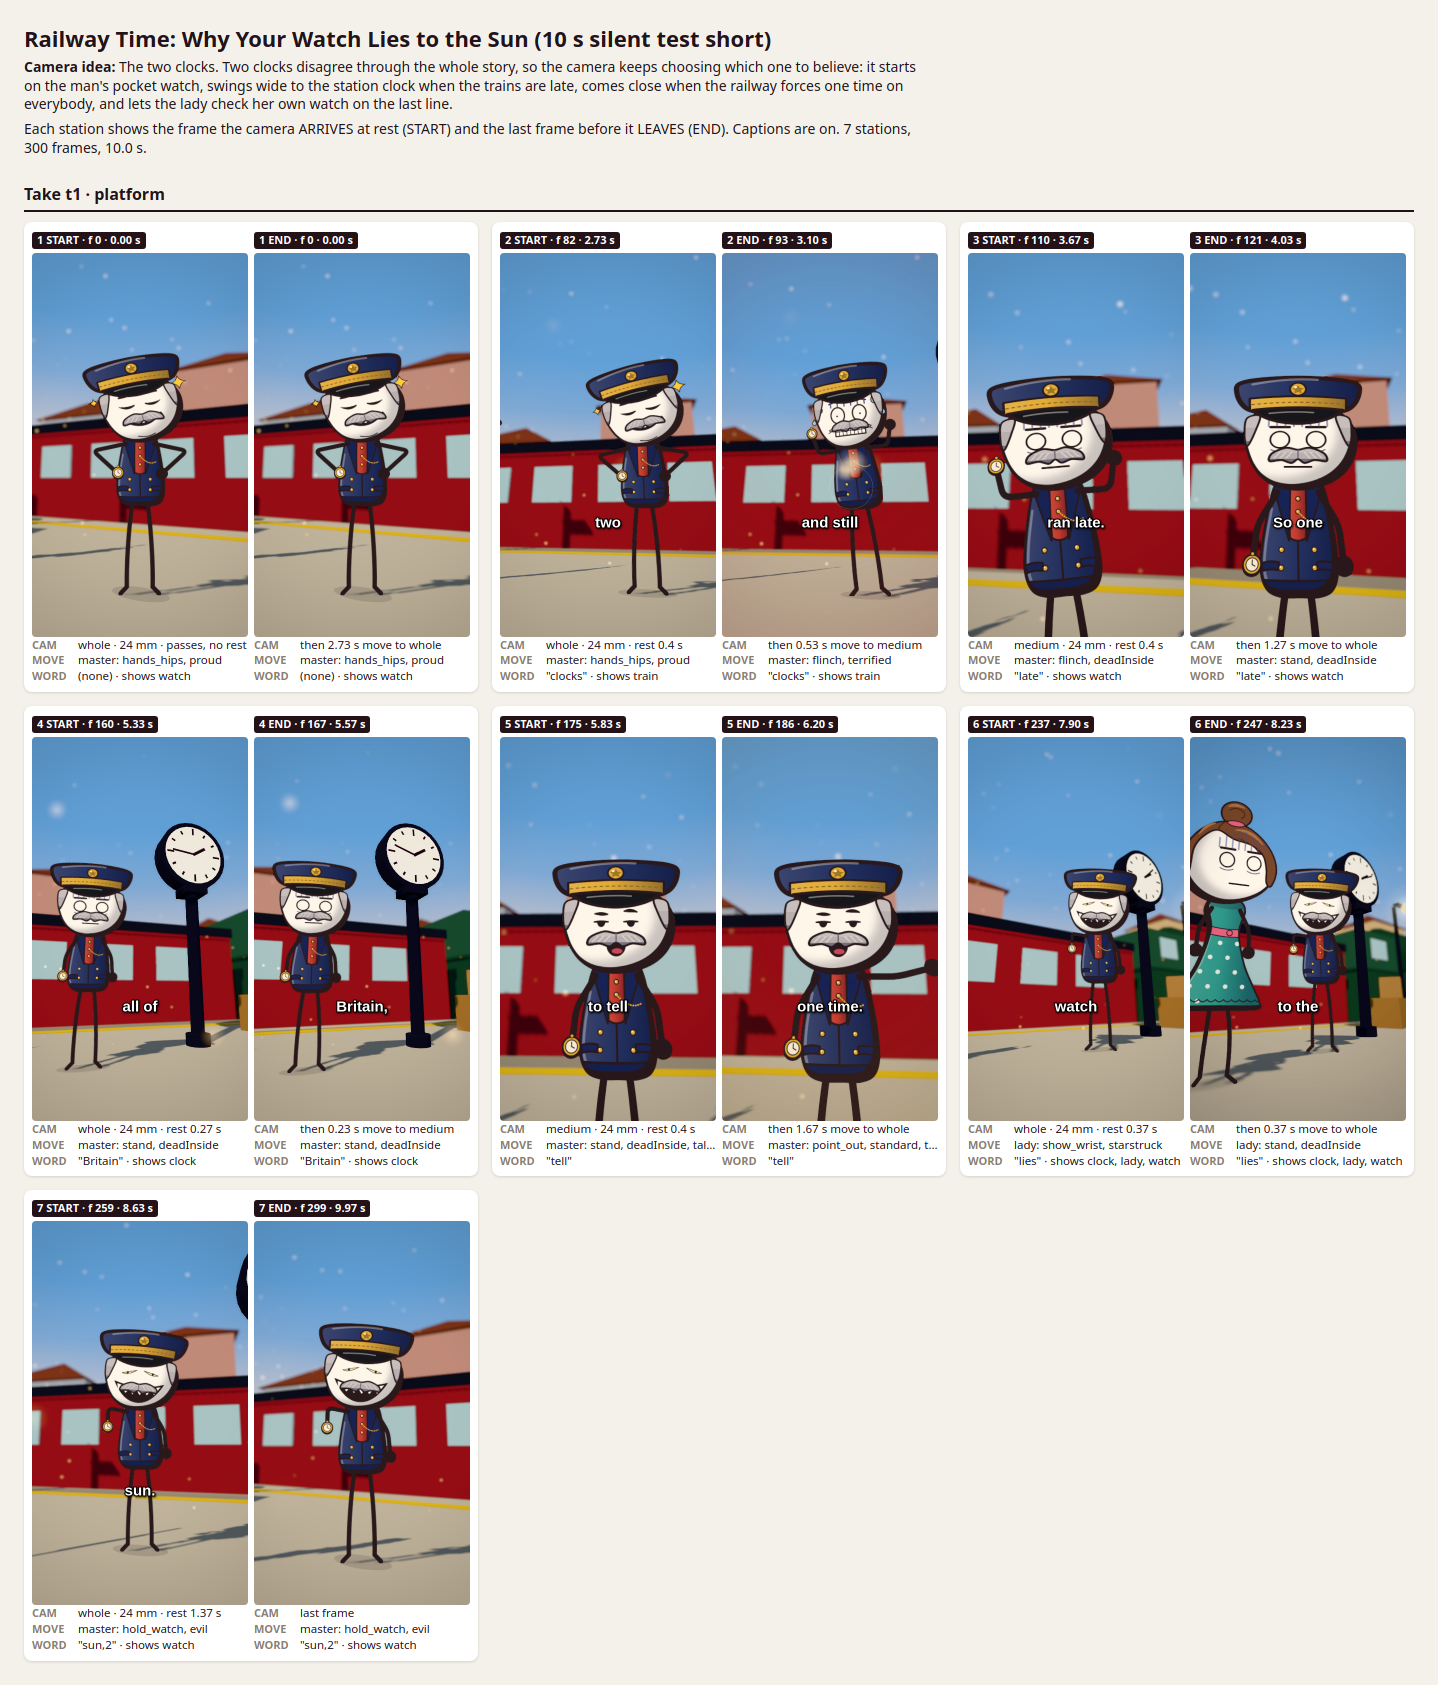 Railway Time: Why Your Watch Lies to the Sun (10 s silent test short)
Camera idea: The two clocks. Two clocks disagree through the whole story, so the camera keeps choosing which one to believe: it starts
on the man's pocket watch, swings wide to the station clock when the trains are late, comes close when the railway forces one time on
everybody, and lets the lady check her own watch on the last line.
Each station shows the frame the camera ARRIVES at rest (START) and the last frame before it LEAVES (END). Captions are on. 7 stations,
300 frames, 10.0 s.
Take t1 · platform
1 START · f 0 · 0.00 s
1 END · f 0 · 0.00 s
CAM whole · 24 mm · passes, no rest
MOVE master: hands_hips, proud
WORD (none) · shows watch
CAM then 2.73 s move to whole
MOVE master: hands_hips, proud
WORD (none) · shows watch
2 START · f 82 · 2.73 s
2 END · f 93 · 3.10 s
two
and still
CAM whole · 24 mm · rest 0.4 s
MOVE master: hands_hips, proud
WORD "clocks" · shows train
CAM then 0.53 s move to medium
MOVE master: flinch, terrified
WORD "clocks" · shows train
3 START · f 110 · 3.67 s
3 END · f 121 · 4.03 s
ran late.
So one
CAM medium · 24 mm · rest 0.4 s
MOVE master: flinch, deadInside
WORD "late" · shows watch
CAM then 1.27 s move to whole
MOVE master: stand, deadInside
WORD "late" · shows watch
4 START · f 160 · 5.33 s
4 END · f 167 · 5.57 s
all of
Britain,
CAM whole · 24 mm · rest 0.27 s
MOVE master: stand, deadInside
WORD "Britain" · shows clock
CAM then 0.23 s move to medium
MOVE master: stand, deadInside
WORD "Britain" · shows clock
5 START · f 175 · 5.83 s
5 END · f 186 · 6.20 s
to tell
one time.
CAM medium · 24 mm · rest 0.4 s
MOVE master: stand, deadInside, tal...
WORD "tell"
CAM then 1.67 s move to whole
MOVE master: point_out, standard, t...
WORD "tell"
6 START · f 237 · 7.90 s
6 END · f 247 · 8.23 s
watch
to the
CAM whole · 24 mm · rest 0.37 s
MOVE lady: show_wrist, starstruck
WORD "lies" · shows clock, lady, watch
CAM then 0.37 s move to whole
MOVE lady: stand, deadInside
WORD "lies" · shows clock, lady, watch
7 START · f 259 · 8.63 s
7 END · f 299 · 9.97 s
sun.
CAM whole · 24 mm · rest 1.37 s
MOVE master: hold_watch, evil
WORD "sun,2" · shows watch
CAM last frame
MOVE master: hold_watch, evil
WORD "sun,2" · shows watch